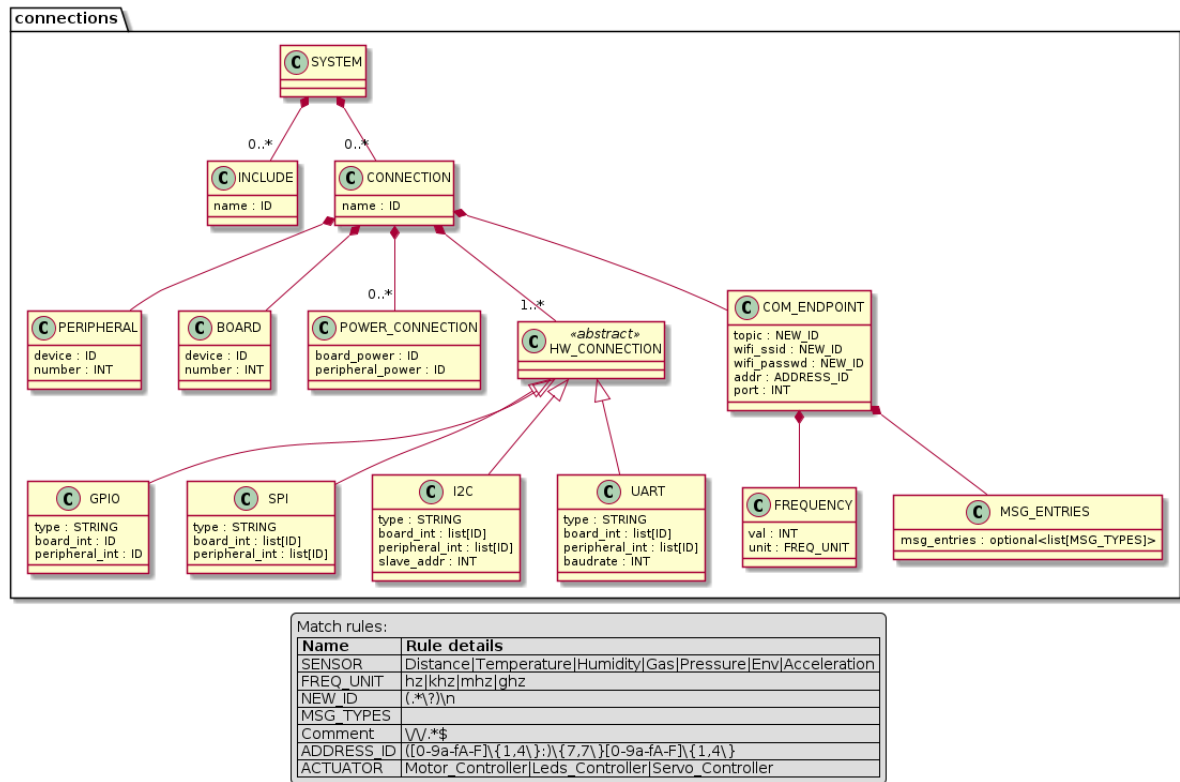 connections
C SYSTEM
0..*
0..*
C INCLUDE
name : ID
C CONNECTION
name : ID
0..*
1..*
C PERIPHERAL
device : ID
number : INT
C BOARD
device : ID
number : INT
C POWER_CONNECTION
board_power : ID
peripheral_power : ID
C «abstract»
HW_CONNECTION
C COM_ENDPOINT
topic : NEW_ID
wifi_ssid : NEW_ID
wifi_passwd : NEW_ID
addr : ADDRESS_ID
port : INT
C GPIO
type : STRING
board_int : ID
peripheral_int : ID
C SPI
type : STRING
board_int : list[ID]
peripheral_int : list[ID]
C I2C
type : STRING
board_int : list[ID]
peripheral_int : list[ID]
slave_addr : INT
C UART
type : STRING
board_int : list[ID]
peripheral_int : list[ID]
baudrate : INT
C FREQUENCY
val : INT
unit : FREQ_UNIT
C MSG_ENTRIES
msg_entries : optional<list[MSG_TYPES]>
Match rules:
Name Rule details
SENSOR Distance|Temperature|Humidity|Gas|Pressure|Env|Acceleration
FREQ_UNIT hz|khz|mhz|ghz
NEW_ID (.*\?)\n
MSG_TYPES
Comment \/\/.*$
ADDRESS_ID ([0-9a-fA-F]\{1,4\}:)\{7,7\}[0-9a-fA-F]\{1,4\}
ACTUATOR Motor_Controller|Leds_Controller|Servo_Controller